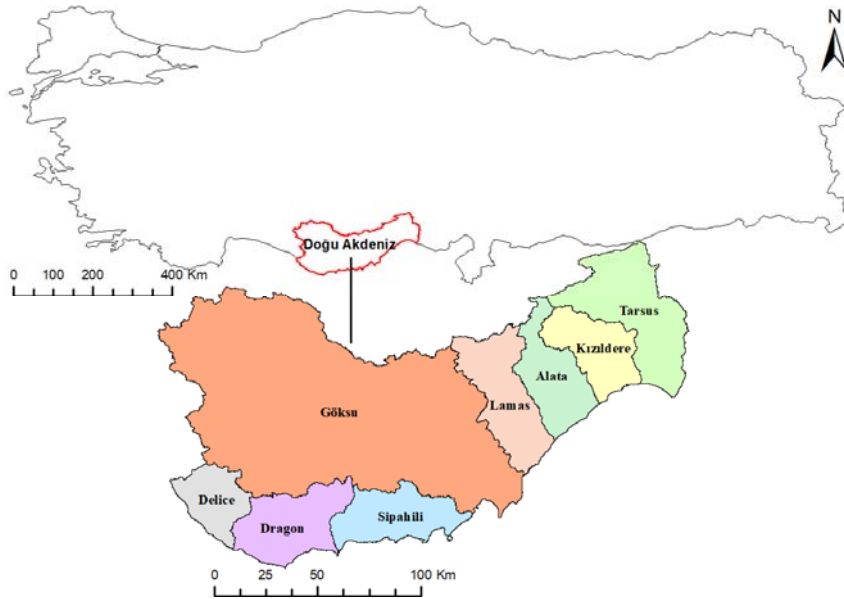 N
Doğu Akdeniz
0 100 200 400 Km
Tarsus
Kızıldere
Alata
Lamas
Göksu
Delice
Dragon
Sipahili
0 25 50 100 Km